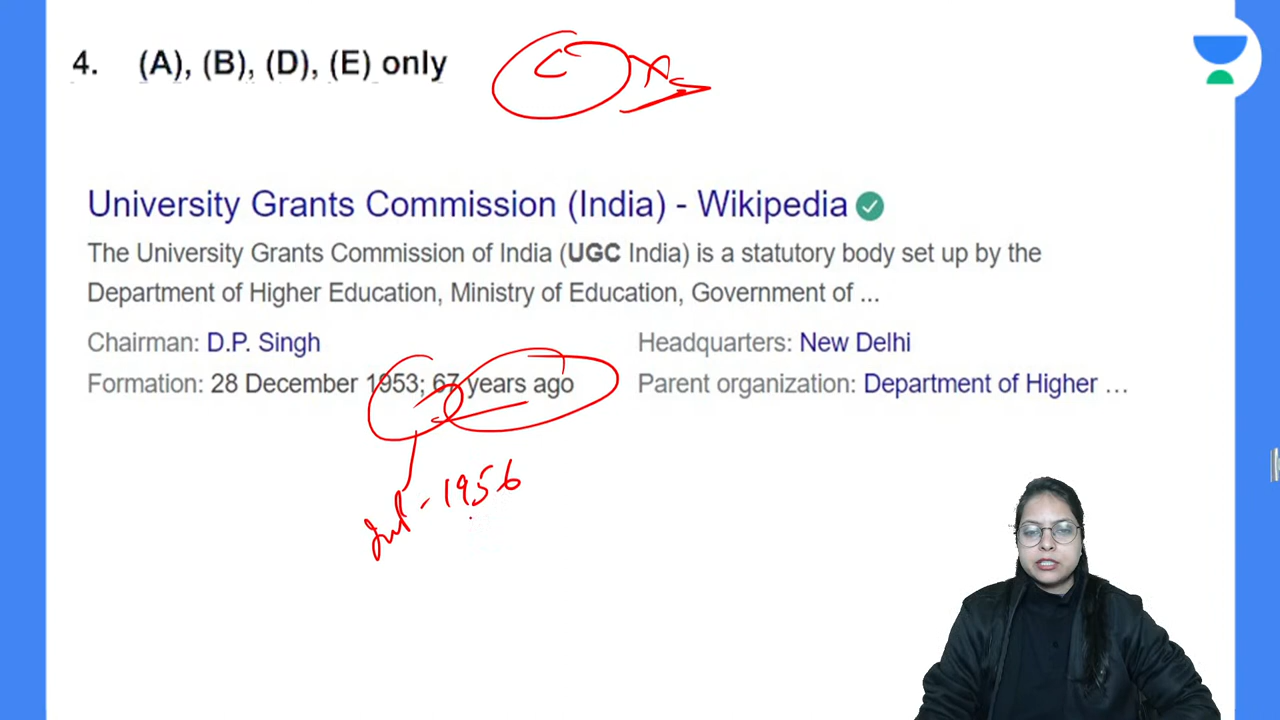 4. (A), (B), (D), (E) only
C
University Grants Commission (India) - Wikipedia
The University Grants Commission of India (UGC India) is a statutory body set up by the
Department of Higher Education, Ministry of Education, Government of ...
Chairman: D.P. Singh
Headquarters: New Delhi
Formation: 28 December 1953; 67 years ago
Parent organization: Department of Higher ...
- 1956